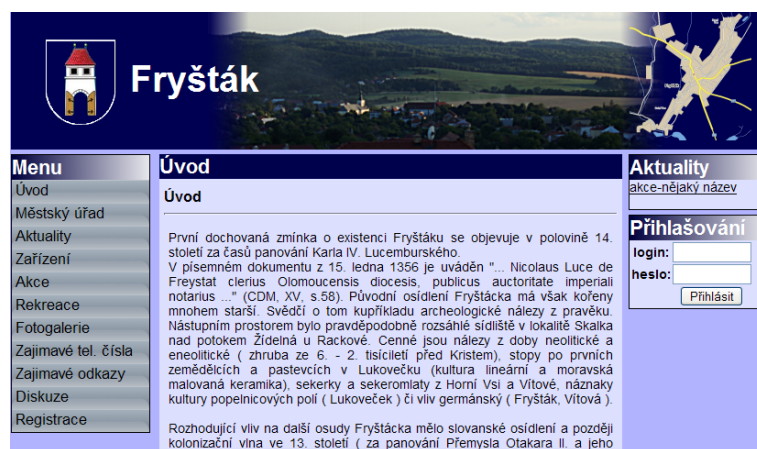 Fryšták
Menu
Úvod
Městský úřad
Aktuality
Zařízení
Akce
Rekreace
Fotogalerie
Zajimavé tel. čísla
Zajimavé odkazy
Diskuze
Registrace
Úvod
Úvod
První dochovaná zmínka o existenci Fryštáku se objevuje v polovině 14.
století za časů panování Karla IV. Lucemburského.
V písemném dokumentu z 15. ledna 1356 je uváděn "... Nicolaus Luce de
Freystat clerius Olomoucensis diocesis, publicus auctoritate imperiali
notarius ..." (CDM, XV, s.58). Původní osídlení Fryštácka má však kořeny
mnohem starší. Svědčí o tom kupříkladu archeologické nálezy z pravěku.
Nástupním prostorem bylo pravděpodobně rozsáhlé sídliště v lokalitě Skalka
nad potokem Židelná u Rackové. Cenné jsou nálezy z doby neolitické a
eneolitické ( zhruba ze 6. - 2. tisíciletí před Kristem), stopy po prvních
zemědělcích a pastevcích v Lukovečku (kultura lineární a moravská
malovaná keramika), sekerky a sekeromlaty z Horní Vsi a Vítové, náznaky
kultury popelnicových polí ( Lukoveček ) či vliv germánský ( Fryšták, Vítová ).
Rozhodující vliv na další osudy Fryštácka mělo slovanské osídlení a později
kolonizační vlna ve 13. století ( za panování Přemysla Otakara II. a jeho
Aktuality
akce-nějaký název
Přihlašování
login:
heslo:
Přihlásit